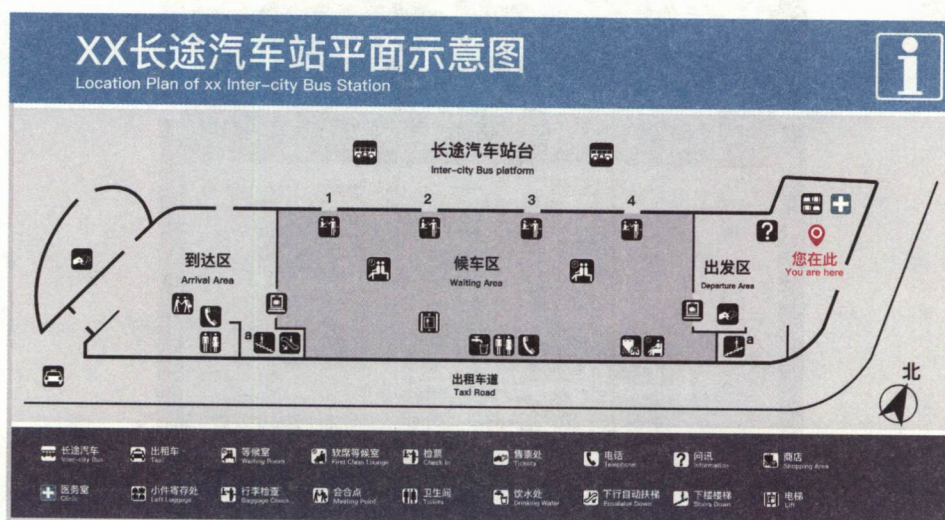 XX长途汽车站平面示意图
Location Plan of xx Inter-city Bus Station
长途汽车站台
Inter-city Bus platform
1
2
3
4
到达区
Arrival Area
候车区
Waiting Area
出发区
Departure Area
您在此
You are here
a
a
出租车道
Taxi Road
北
长途汽车
Inter-city Bus
出租车
Taxi
等候室
Waiting Room
软席等候室
First Class Lounge
检票
Check In
售票处
Tickets
电话
Telephone
问讯
Information
商店
Shopping Area
医务室
Clinic
小件寄存处
Left Luggage
行李检查
Baggage Check
会合点
Meeting Point
卫生间
Toilets
饮水处
Drinking Water
下行自动扶梯
Escalator Down
下楼楼梯
Stairs Down
电梯
Lift